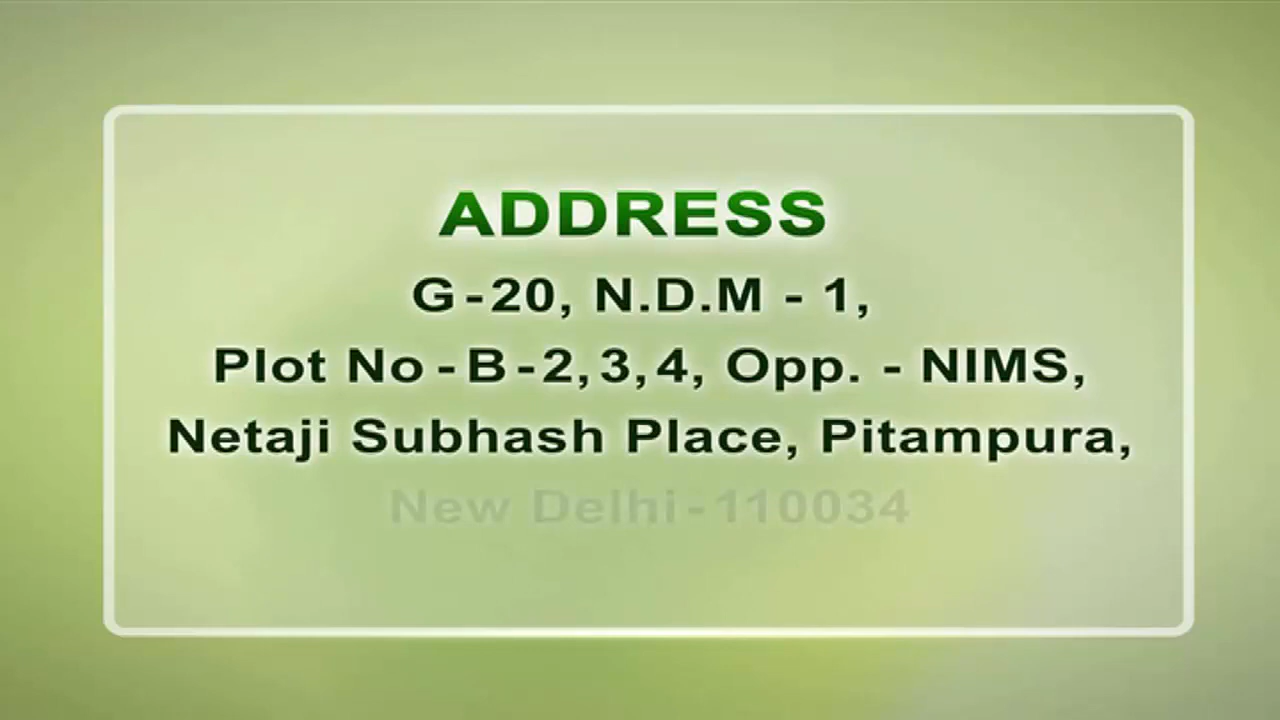 ADDRESS
G-20, N.D.M - 1,
Plot No-B-2,3,4, Opp. - NIMS,
Netaji Subhash Place, Pitampura,
New Delhi-110034